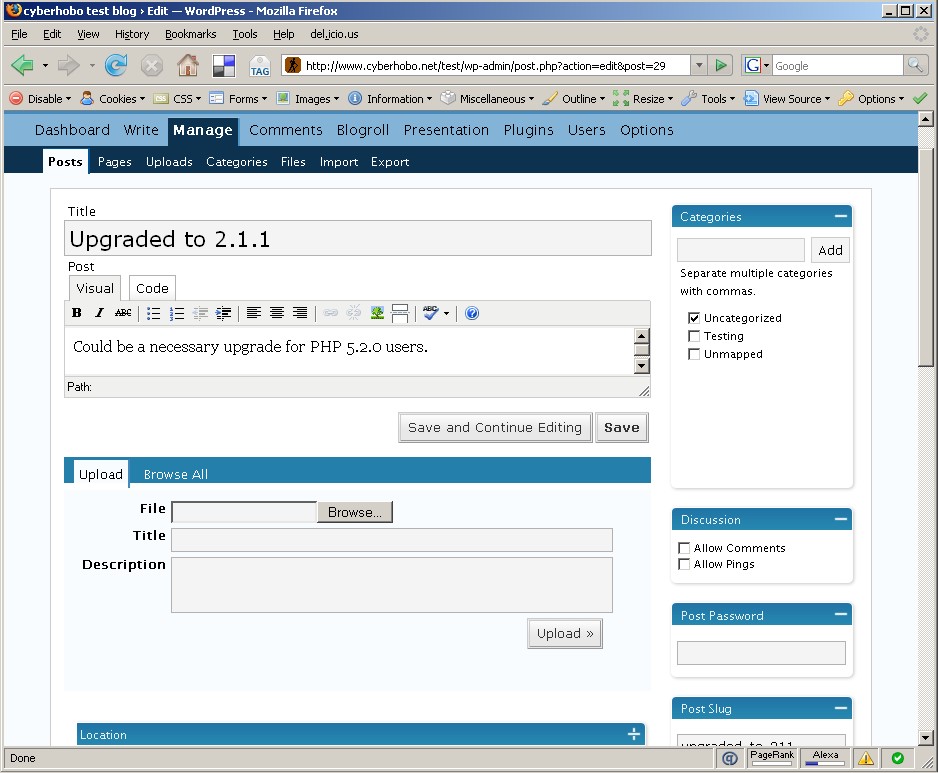 cyberhobo test blog › Edit — WordPress - Mozilla Firefox
File Edit View History Bookmarks Tools Help del.icio.us
TAG http://www.cyberhobo.net/test/wp-admin/post.php?action=edit&post=29 G Google
Disable Cookies CSS Forms Images Information Miscellaneous Outline Resize Tools View Source Options
Dashboard Write Manage Comments Blogroll Presentation Plugins Users Options
Posts Pages Uploads Categories Files Import Export
Title
Upgraded to 2.1.1
Post
Visual Code
B I ABC ABC ?
Could be a necessary upgrade for PHP 5.2.0 users.
Path:
Save and Continue Editing Save
Upload Browse All
File Browse...
Title
Description
Upload »
Location
Categories
Add
Separate multiple categories
with commas.
Uncategorized
Testing
Unmapped
Discussion
Allow Comments
Allow Pings
Post Password
Post Slug
upgraded-to-211
Done @ PageRank Alexa